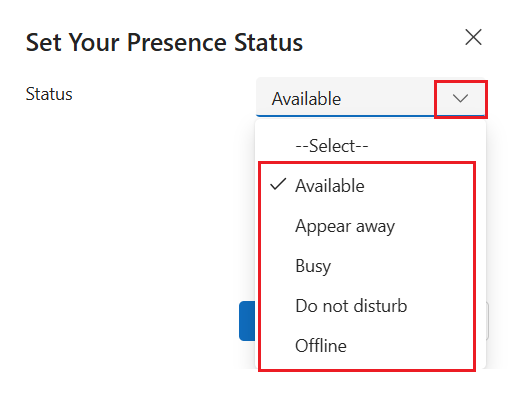 Set Your Presence Status
Status
Available
--Select--
Available
Appear away
Busy
Do not disturb
Offline